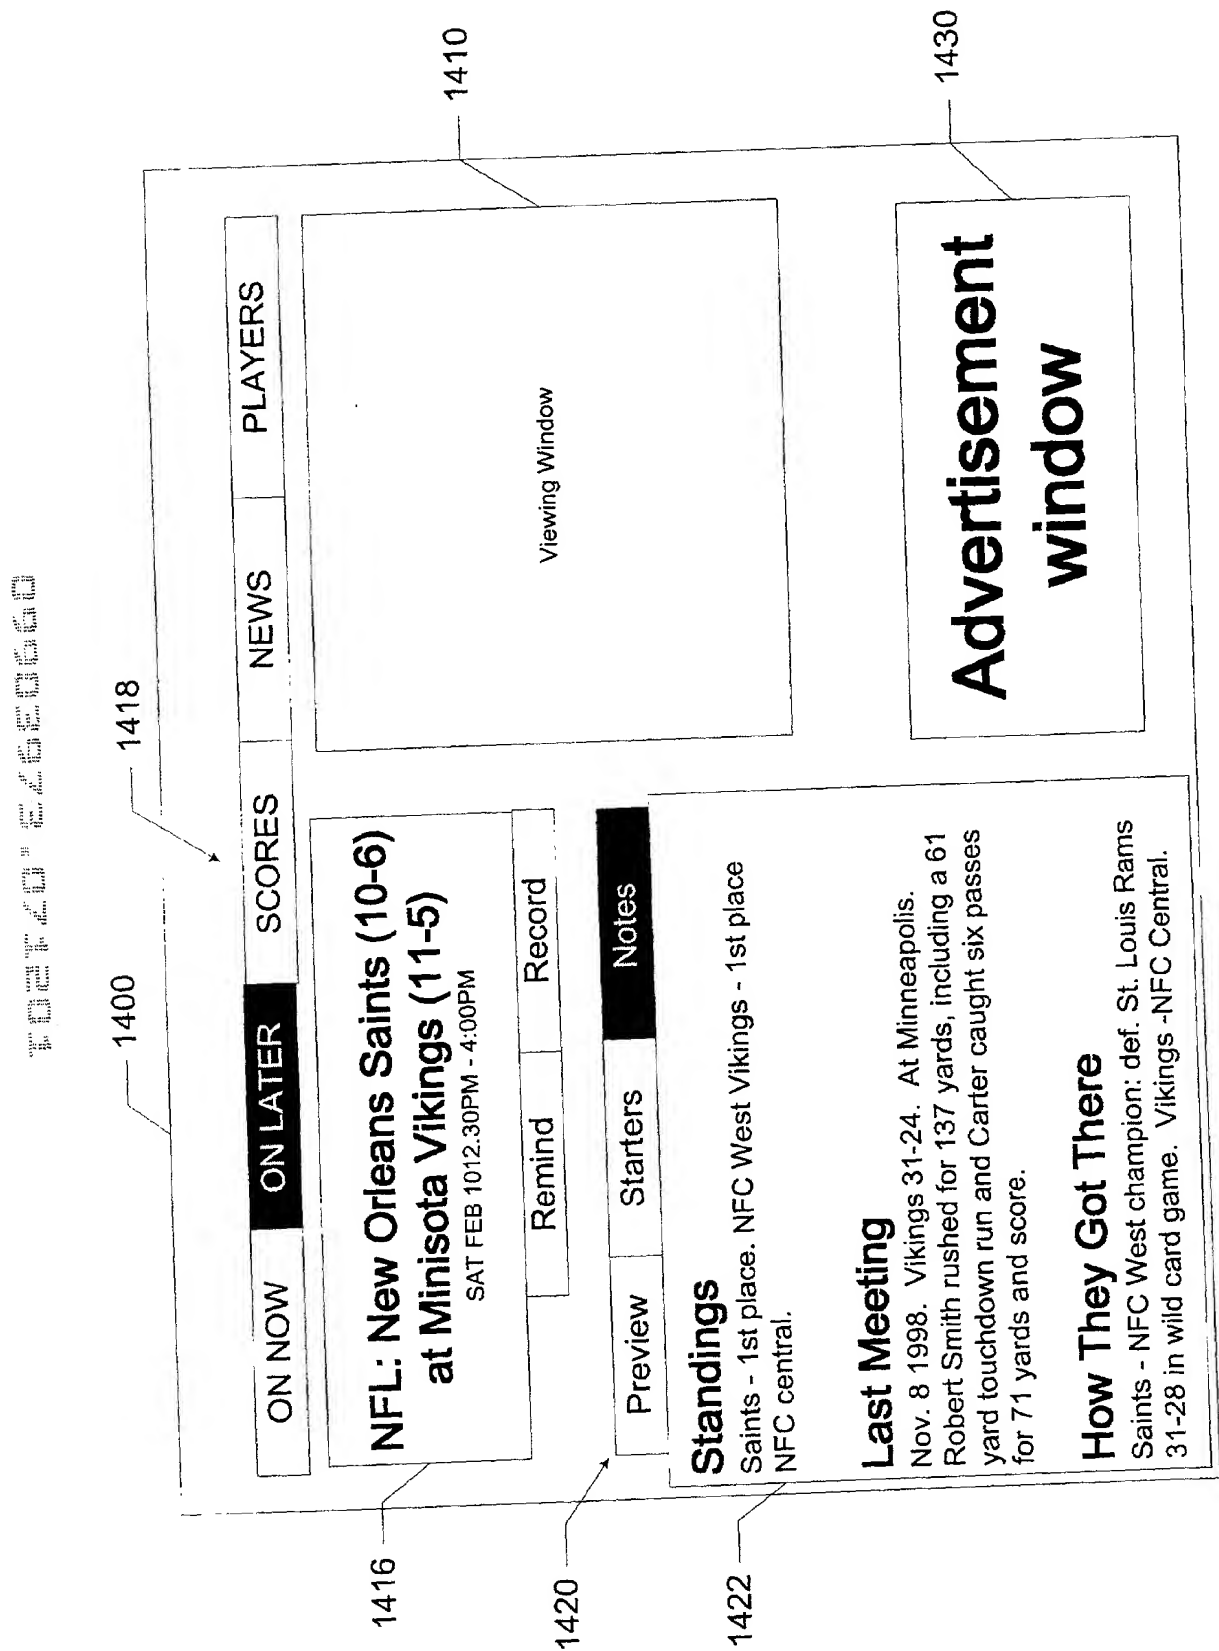 1400
1418
ON NOW
ON LATER
SCORES
NEWS
PLAYERS
1410
1416
NFL: New Orleans Saints (10-6)
at Minisota Vikings (11-5)
SAT FEB 1012.30PM - 4:00PM
Remind
Record
Viewing Window
1420
Preview
Starters
Notes
1422
Standings
Saints - 1st place. NFC West Vikings - 1st place
NFC central.
Last Meeting
Nov. 8 1998. Vikings 31-24. At Minneapolis.
Robert Smith rushed for 137 yards, including a 61
yard touchdown run and Carter caught six passes
for 71 yards and score.
How They Got There
Saints - NFC West champion: def. St. Louis Rams
31-28 in wild card game. Vikings -NFC Central.
1430
Advertisement
window